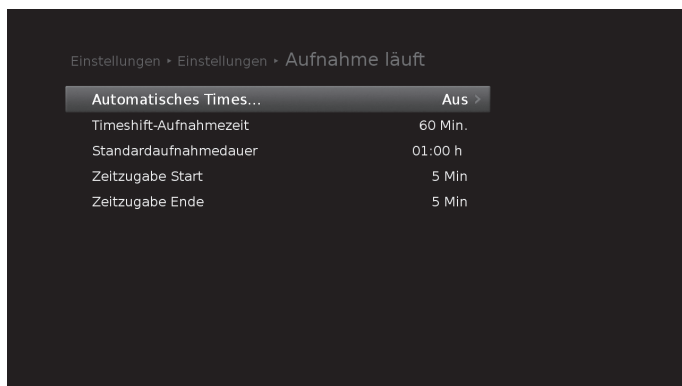 Einstellungen ‣ Einstellungen ‣ Aufnahme läuft
Automatisches Times... Aus >
Timeshift-Aufnahmezeit 60 Min.
Standardaufnahmedauer 01:00 h
Zeitzugabe Start 5 Min
Zeitzugabe Ende 5 Min